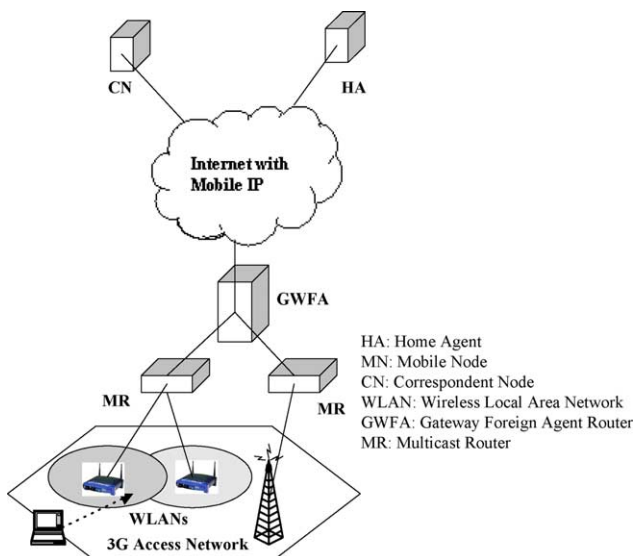 CN
HA
Internet with
Mobile IP
GWFA
HA: Home Agent
MN: Mobile Node
CN: Correspondent Node
WLAN: Wireless Local Area Network
GWFA: Gateway Foreign Agent Router
MR: Multicast Router
MR
MR
WLANs
3G Access Network